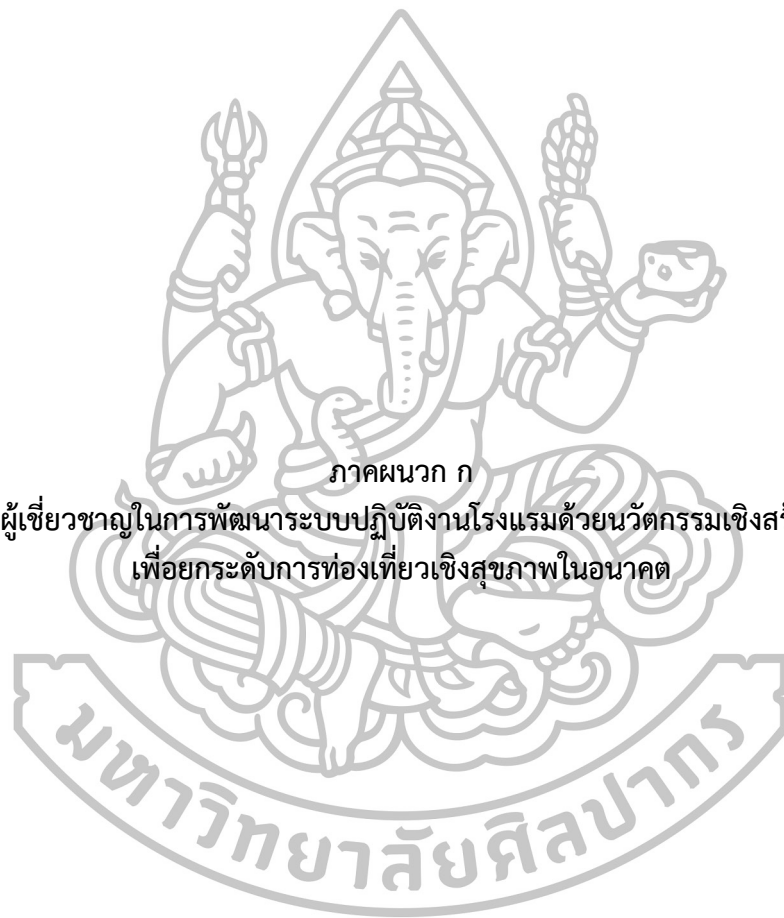 ภาคผนวก ก
ผู้เชี่ยวชาญในการพัฒนาระบบปฏิบัติงานโรงแรมด้วยนวัตกรรมเชิงสร
เพื่อยกระดับการท่องเที่ยวเชิงสุขภาพในอนาคต
มหาวิทยาลัยศิลปากร